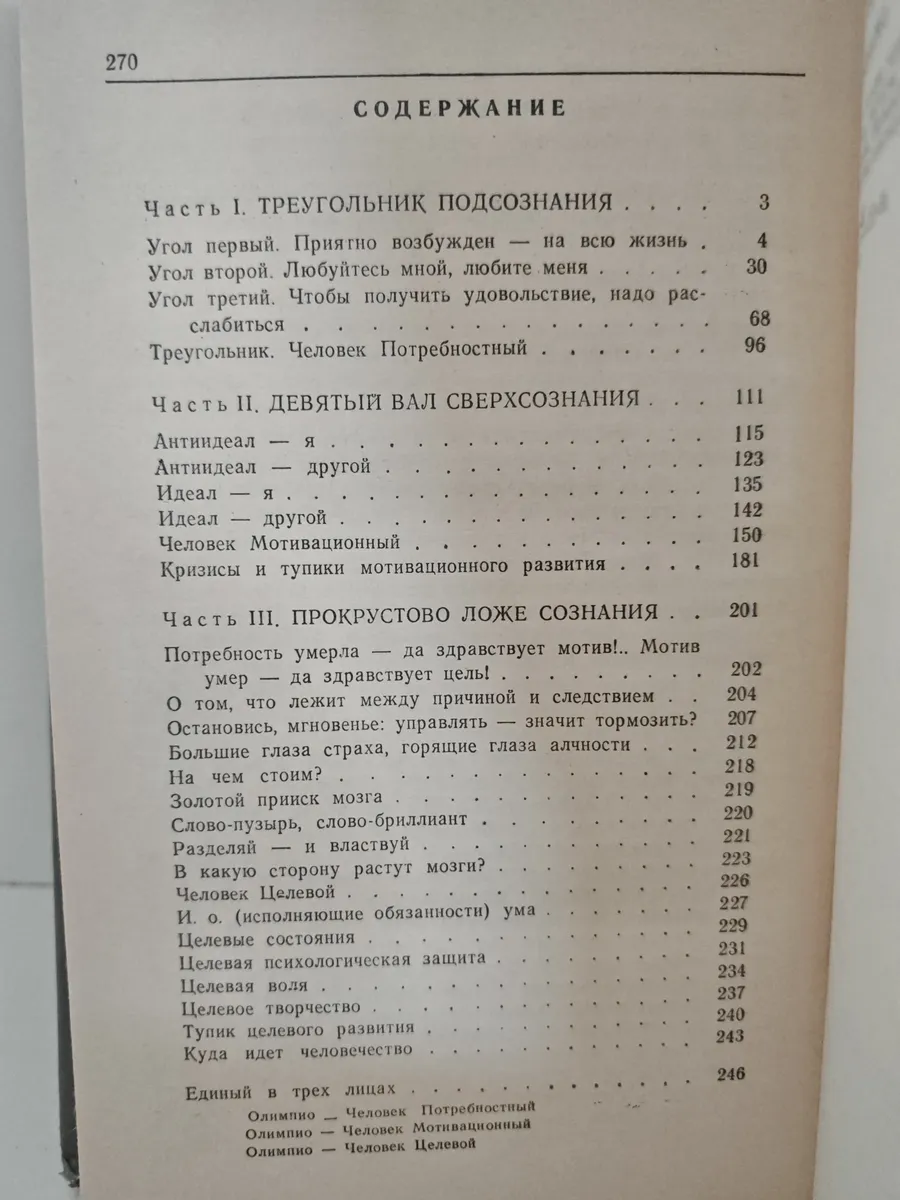 270
СОДЕРЖАНИЕ
Часть I. ТРЕУГОЛЬНИК ПОДСОЗНАНИЯ . . . . 3
Угол первый. Приятно возбужден — на всю жизнь . 4
Угол второй. Любуйтесь мной, любите меня . . . . . 30
Угол третий. Чтобы получить удовольствие, надо рас-
слабиться . . . . . . . . . . . . . . . . 68
Треугольник. Человек Потребностный . . . . . . . 96
Часть II. ДЕВЯТЫЙ ВАЛ СВЕРХСОЗНАНИЯ . . . 111
Антиидеал — я . . . . . . . . . . . . . . 115
Антиидеал — другой . . . . . . . . . . . . 123
Идеал — я . . . . . . . . . . . . . . . 135
Идеал — другой . . . . . . . . . . . . . 142
Человек Мотивационный . . . . . . . . . . . 150
Кризисы и тупики мотивационного развития . . . . 181
Часть III. ПРОКРУСТОВО ЛОЖЕ СОЗНАНИЯ . . 201
Потребность умерла — да здравствует мотив!.. Мотив
умер — да здравствует цель! . . . . . . . . . 202
О том, что лежит между причиной и следствием . . 204
Остановись, мгновенье: управлять — значит тормозить? 207
Большие глаза страха, горящие глаза алчности . . . 212
На чем стоим? . . . . . . . . . . . . . 218
Золотой прииск мозга . . . . . . . . . . . 219
Слово-пузырь, слово-бриллиант . . . . . . . . 220
Разделяй — и властвуй . . . . . . . . . . 221
В какую сторону растут мозги? . . . . . . . . 223
Человек Целевой . . . . . . . . . . . . . 226
И. о. (исполняющие обязанности) ума . . . . . . 227
Целевые состояния . . . . . . . . . . . . 229
Целевая психологическая защита . . . . . . . . 231
Целевая воля . . . . . . . . . . . . . . 234
Целевое творчество . . . . . . . . . . . . 237
Тупик целевого развития . . . . . . . . . . 240
Куда идет человечество . . . . . . . . . . 243
Единый в трех лицах . . . . . . . . . . . 246
Олимпио — Человек Потребностный
Олимпио — Человек Мотивационный
Олимпио — Человек Целевой